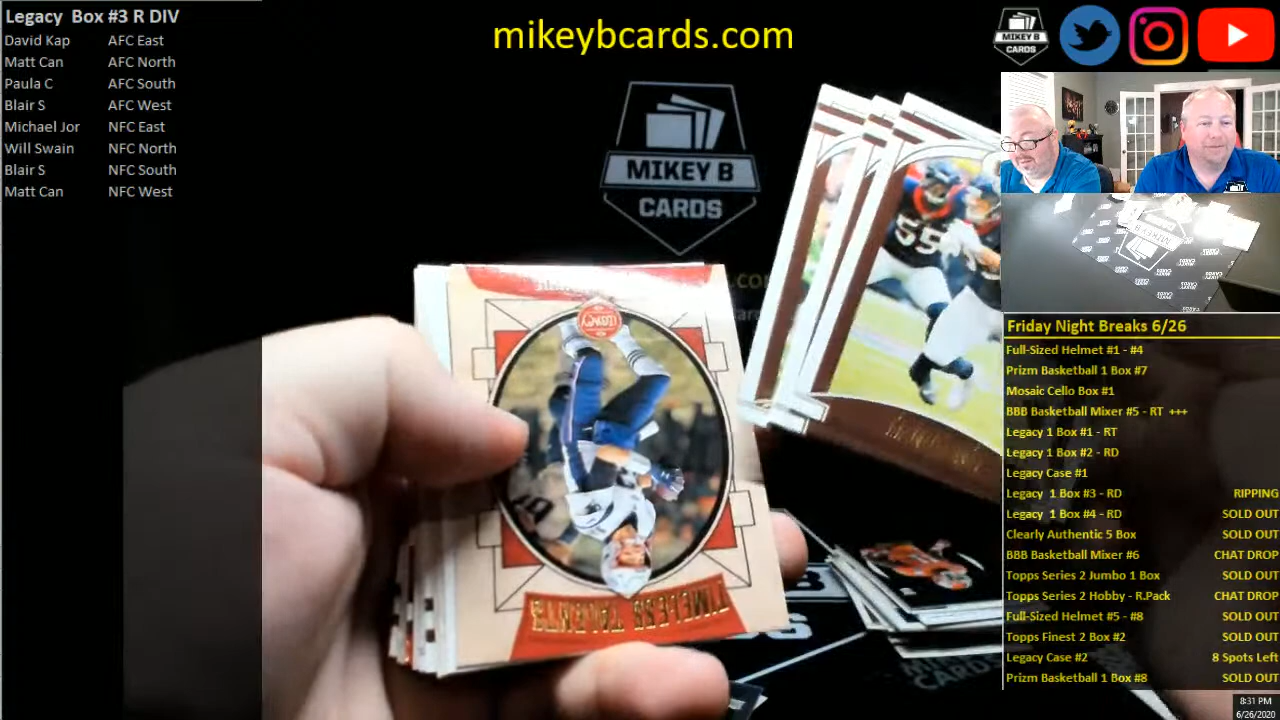 Legacy Box #3 R DIV
David Kap AFC East
Matt Can AFC North
Paula C AFC South
Blair S AFC West
Michael Jor NFC East
Will Swain NFC North
Blair S NFC South
Matt Can NFC West
mikeybcards.com
MIKEY B
CARDS
MIKEY B
CARDS
55
LEGACY
TIMELESS TALENTS
Friday Night Breaks 6/26
Full-Sized Helmet #1 - #4
Prizm Basketball 1 Box #7
Mosaic Cello Box #1
BBB Basketball Mixer #5 - RT +++
Legacy 1 Box #1 - RT
Legacy 1 Box #2 - RD
Legacy Case #1
Legacy 1 Box #3 - RD RIPPING
Legacy 1 Box #4 - RD SOLD OUT
Clearly Authentic 5 Box SOLD OUT
BBB Basketball Mixer #6 CHAT DROP
Topps Series 2 Jumbo 1 Box SOLD OUT
Topps Series 2 Hobby - R.Pack CHAT DROP
Full-Sized Helmet #5 - #8 SOLD OUT
Topps Finest 2 Box #2 SOLD OUT
Legacy Case #2 8 Spots Left
Prizm Basketball 1 Box #8 SOLD OUT
8:31 PM
6/26/2020